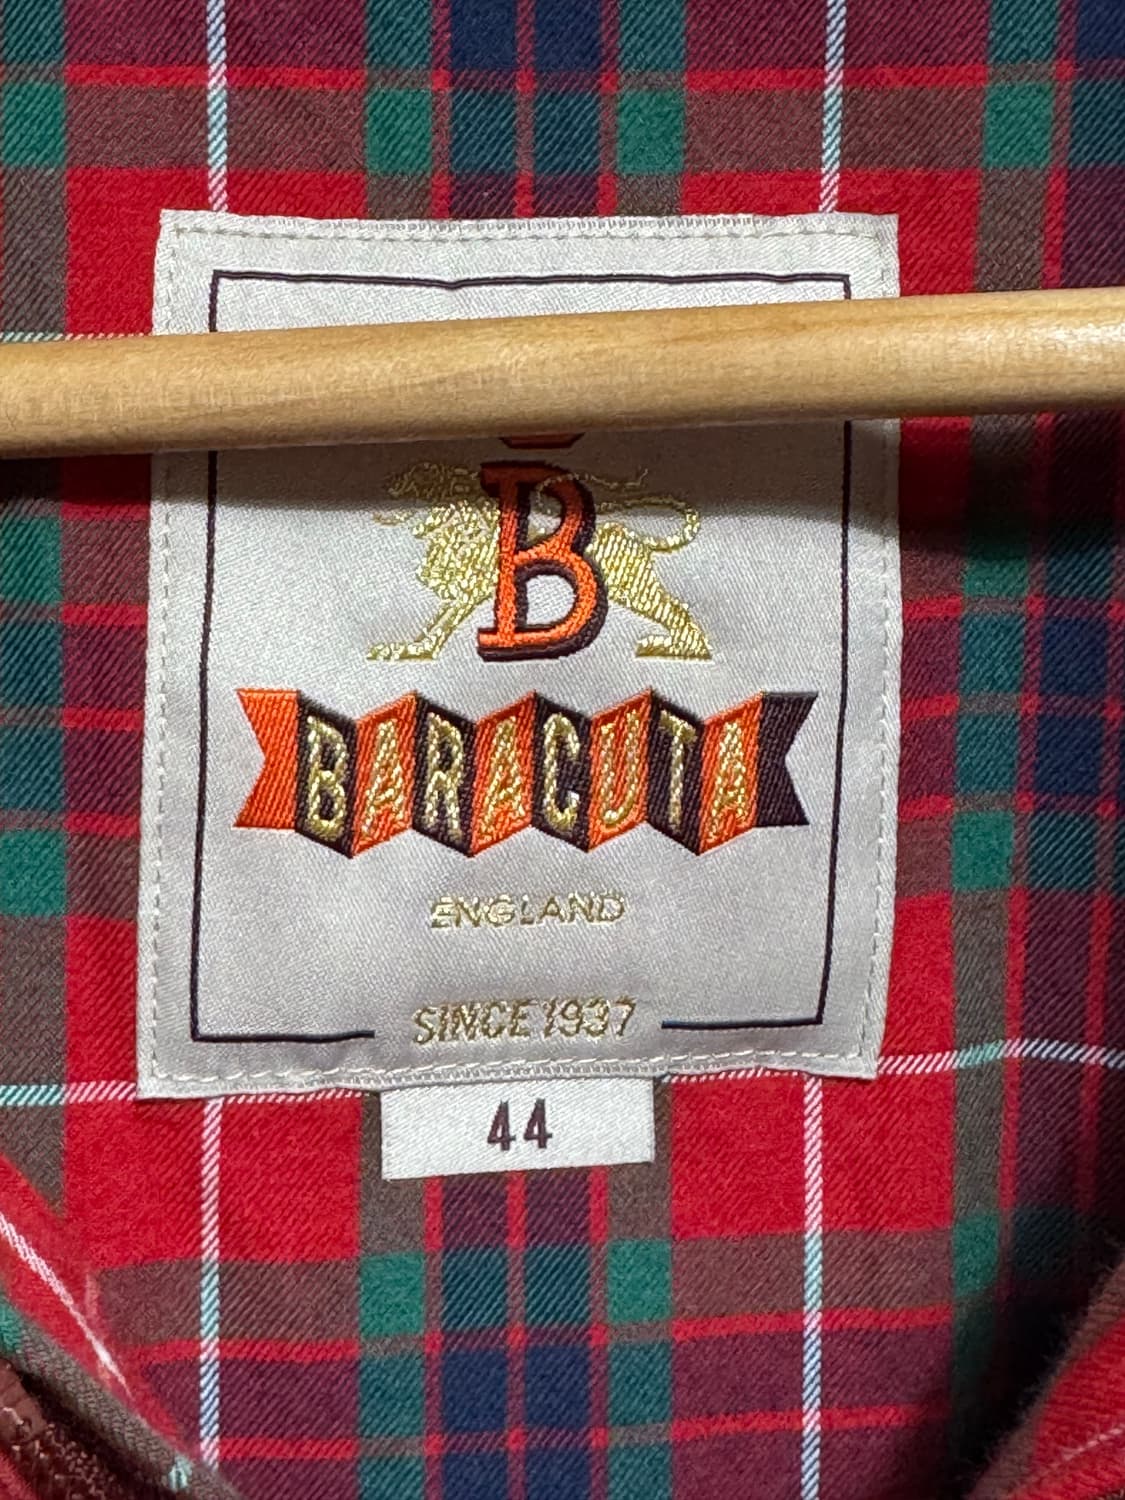 B
BARACUTA
ENGLAND
SINCE 1937
44